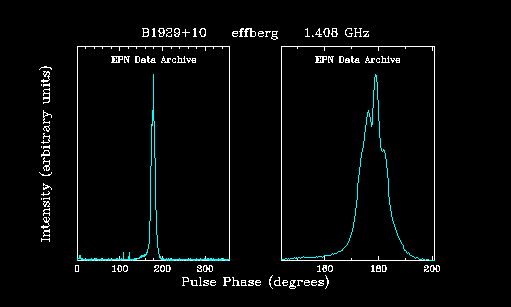 B1929+10 effberg 1.408 GHz
EPN Data Archive EPN Data Archive
Intensity (arbitrary units)
0 100 200 300 160 180 200
Pulse Phase (degrees)